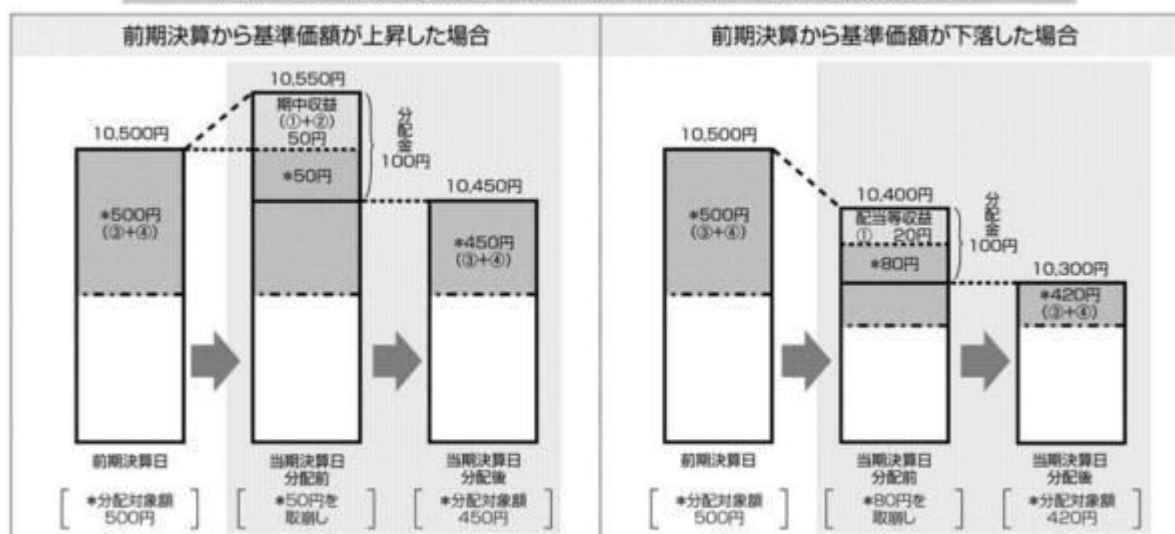 前期決算から基準価額が上昇した場合
10,550円
期中収益
(①+②)
50円
*50円
分配金
100円
10,500円
*500円
(③+④)
10,450円
*450円
(③+④)
前期決算日
当期決算日
分配前
当期決算日
分配後
*分配対象額
500円
*50円を
取崩し
*分配対象額
450円
前期決算から基準価額が下落した場合
10,500円
*500円
(③+④)
10,400円
配当等収益
① 20円
*80円
分配金
100円
10,300円
*420円
(③+④)
前期決算日
当期決算日
分配前
当期決算日
分配後
*分配対象額
500円
*80円を
取崩し
*分配対象額
420円